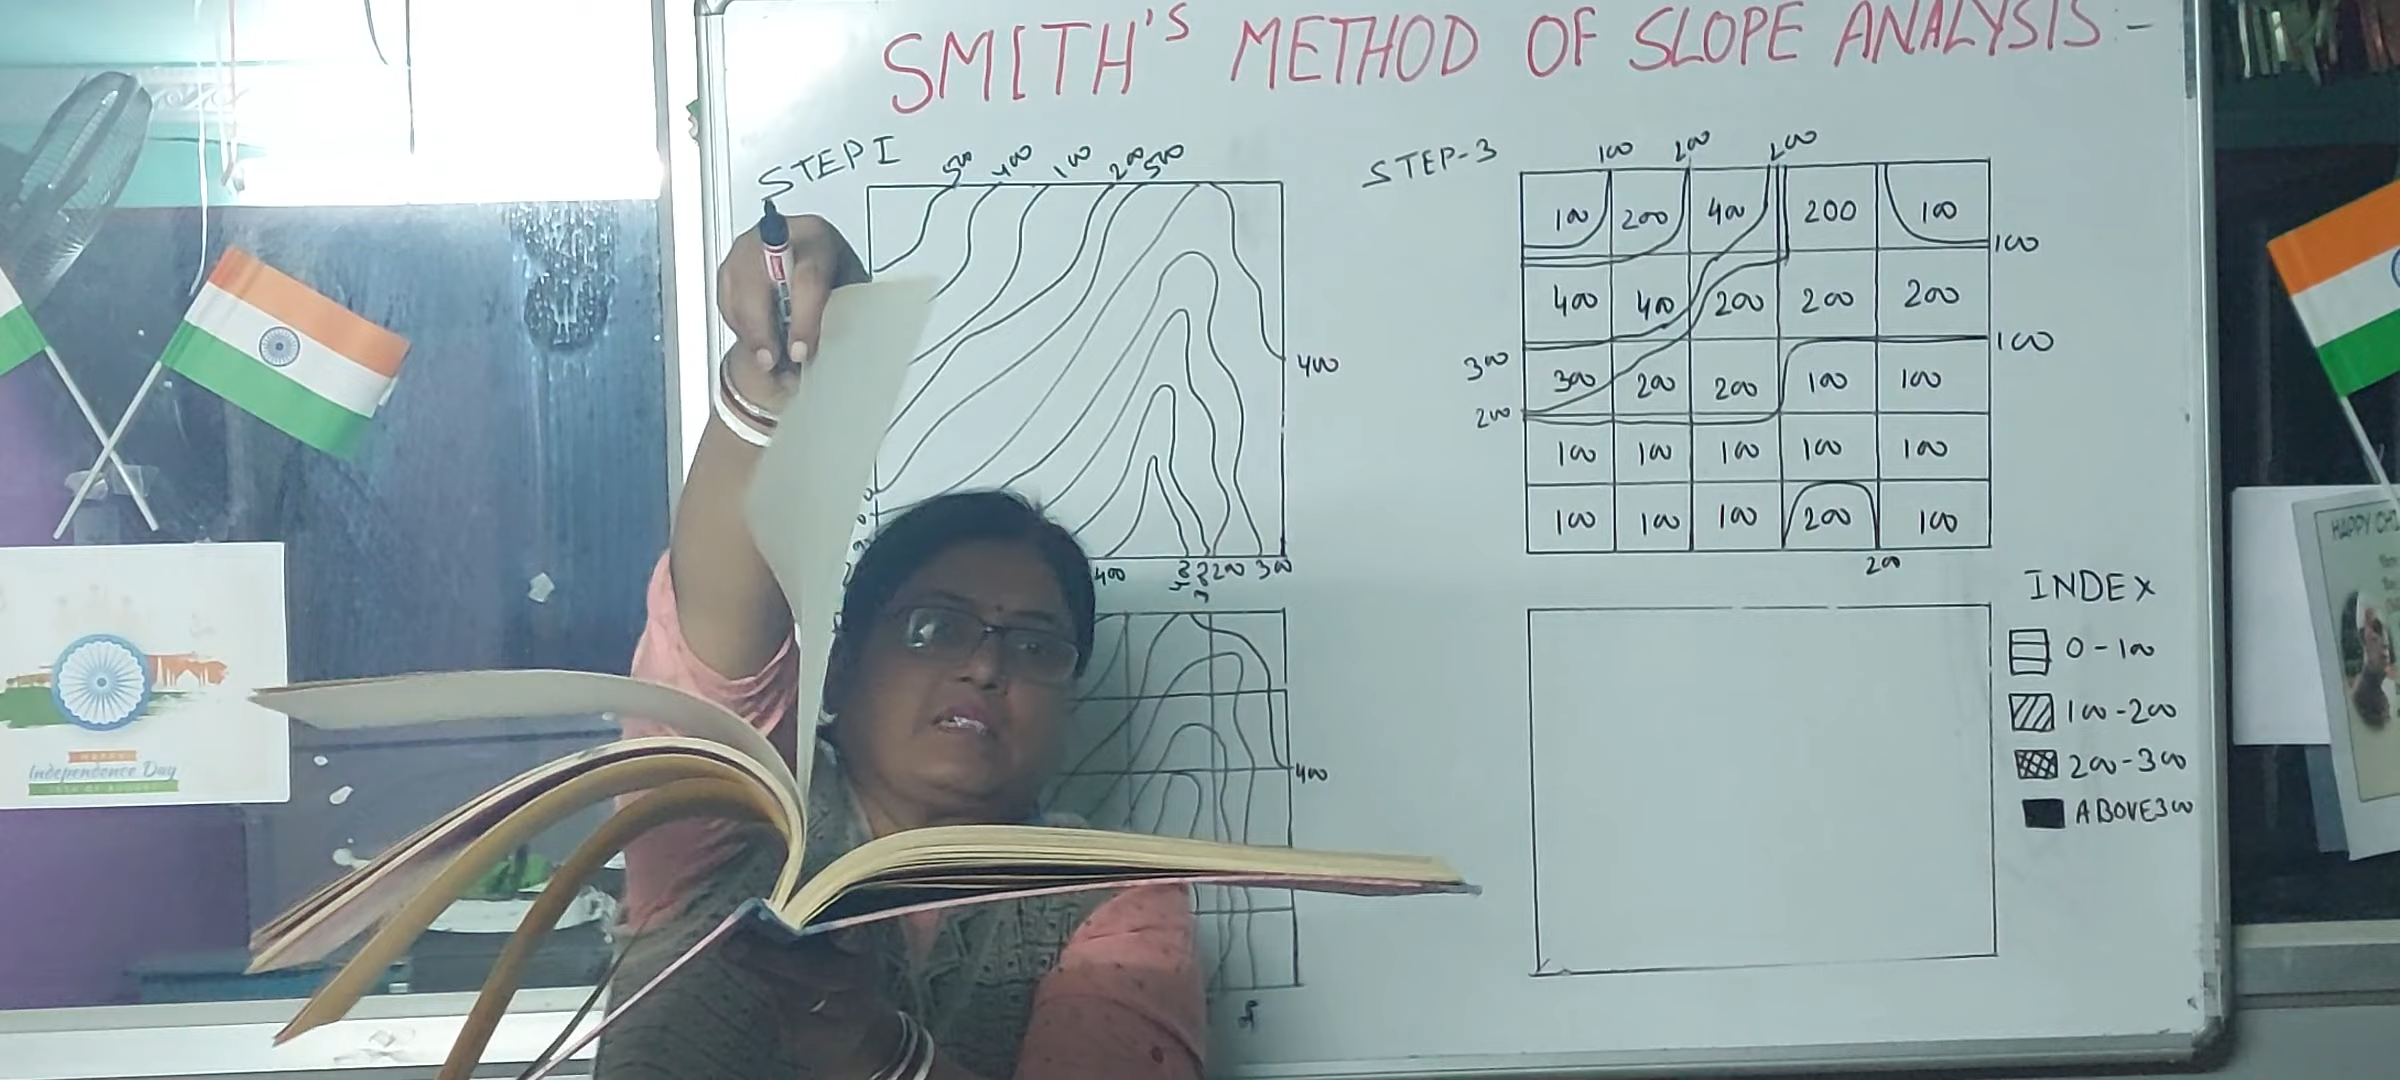 SMITH'S METHOD OF SLOPE ANALYSIS:-
STEP I
500 400 100 200 500
400
400
200 300
400
STEP-3
100 200 200
100 200 400 200 100
100
400 400 200 200 200
100
300
300 200 200 100 100
200
100 100 100 100 100
100 100 100 200 100
200
INDEX
0-100
100-200
200-300
ABOVE 300
HAPPY
Independence Day
HAPPY